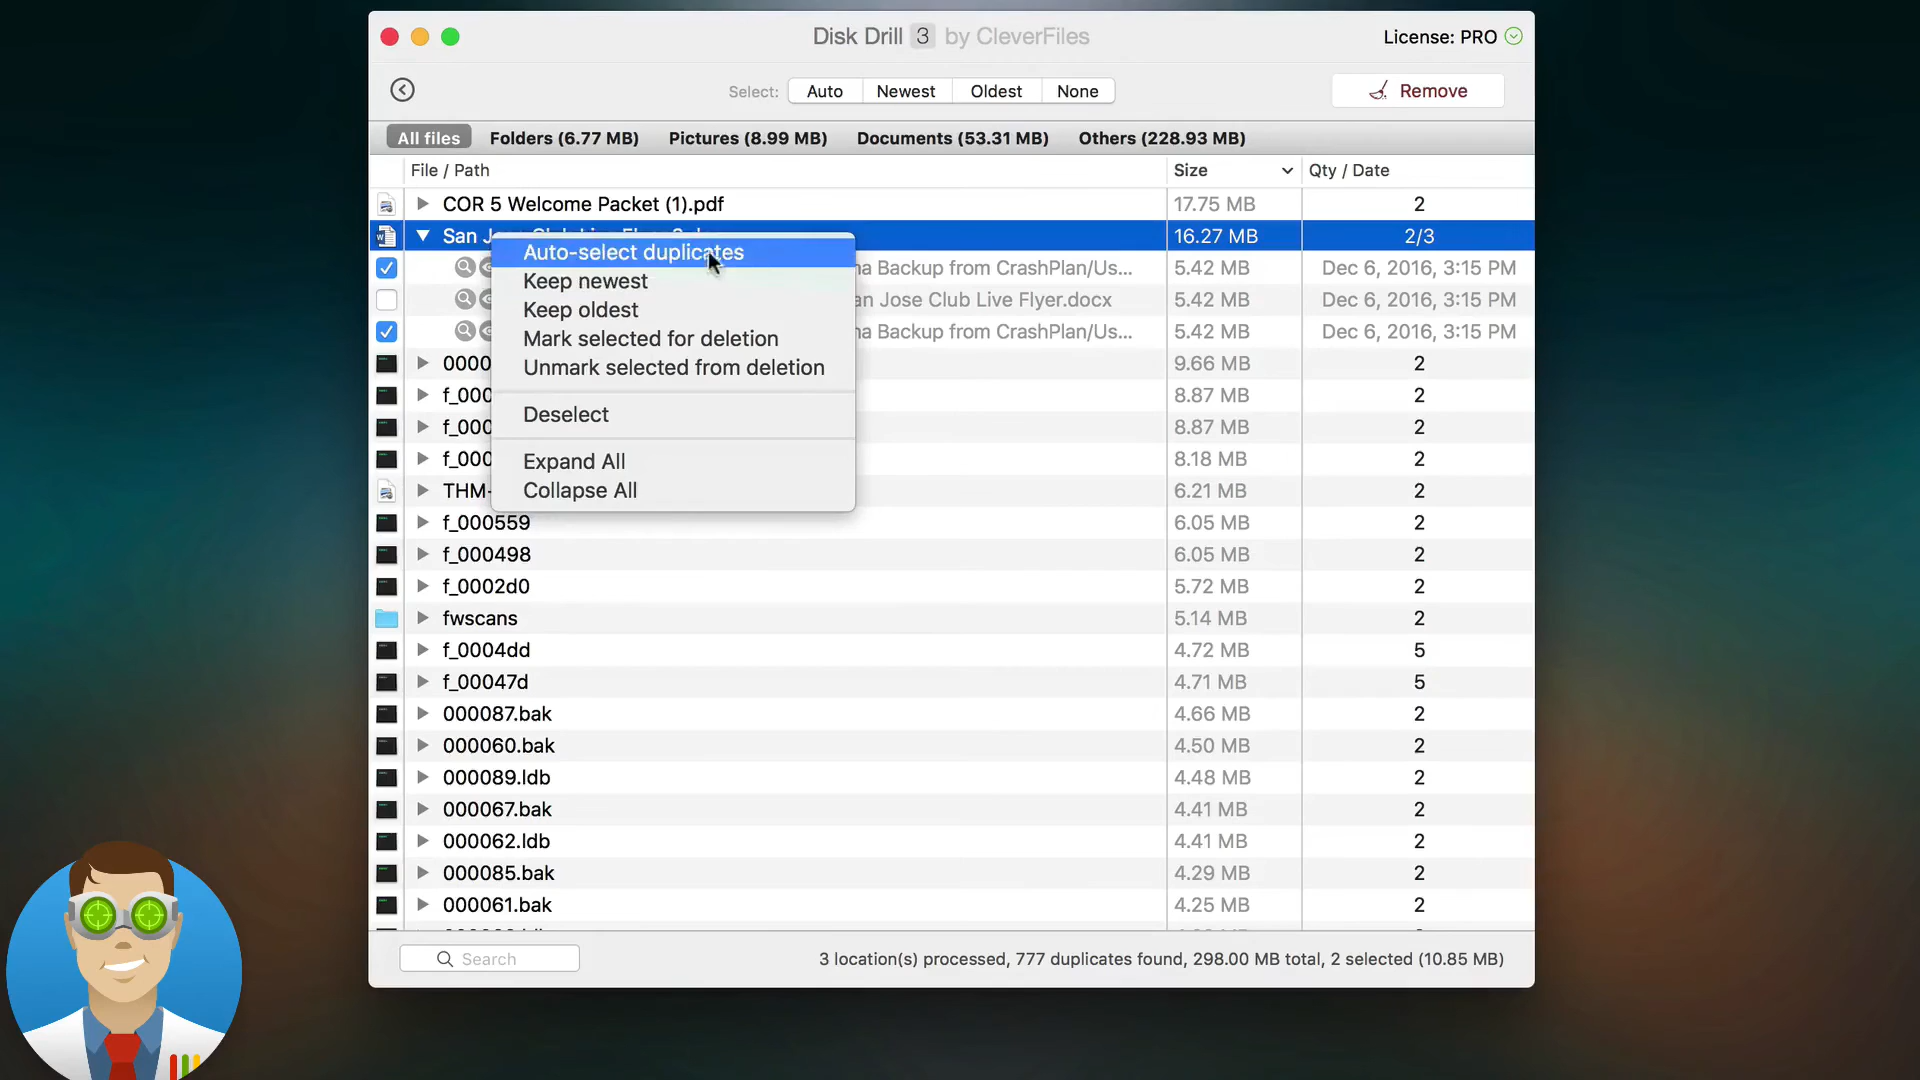 Disk Drill 3 by CleverFiles
License: PRO
Select: Auto Newest Oldest None
Remove
All files Folders (6.77 MB) Pictures (8.99 MB) Documents (53.31 MB) Others (228.93 MB)
File / Path Size Qty / Date
COR 5 Welcome Packet (1).pdf 17.75 MB 2
San 16.27 MB 2/3
Auto-select duplicates
Backup from CrashPlan/Us... 5.42 MB Dec 6, 2016, 3:15 PM
Keep newest
Jose Club Live Flyer.docx 5.42 MB Dec 6, 2016, 3:15 PM
Keep oldest
Backup from CrashPlan/Us... 5.42 MB Dec 6, 2016, 3:15 PM
Mark selected for deletion
0000 9.66 MB 2
Unmark selected from deletion
f_000 8.87 MB 2
Deselect
f_000 8.87 MB 2
f_000 8.18 MB 2
Expand All
THM- 6.21 MB 2
Collapse All
f_000559 6.05 MB 2
f_000498 6.05 MB 2
f_0002d0 5.72 MB 2
fwscans 5.14 MB 2
f_0004dd 4.72 MB 5
f_00047d 4.71 MB 5
000087.bak 4.66 MB 2
000060.bak 4.50 MB 2
000089.ldb 4.48 MB 2
000067.bak 4.41 MB 2
000062.ldb 4.41 MB 2
000085.bak 4.29 MB 2
000061.bak 4.25 MB 2
Search
3 location(s) processed, 777 duplicates found, 298.00 MB total, 2 selected (10.85 MB)